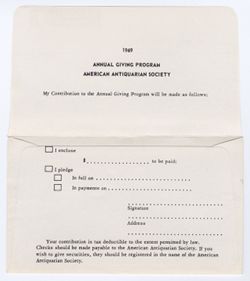 1969
ANNUAL GIVING PROGRAM
AMERICAN ANTIQUARIAN SOCIETY
My Contribution to the Annual Giving Program will be made as follows:
I enclose
$ .................... to be paid:
I pledge
In full on ........................................
In payments on ........................................
Signature
Address
Your contribution is tax deductible to the extent permitted by law.
Checks should be made payable to the American Antiquarian Society. If you
wish to give securities, they should be registered in the name of the American
Antiquarian Society.